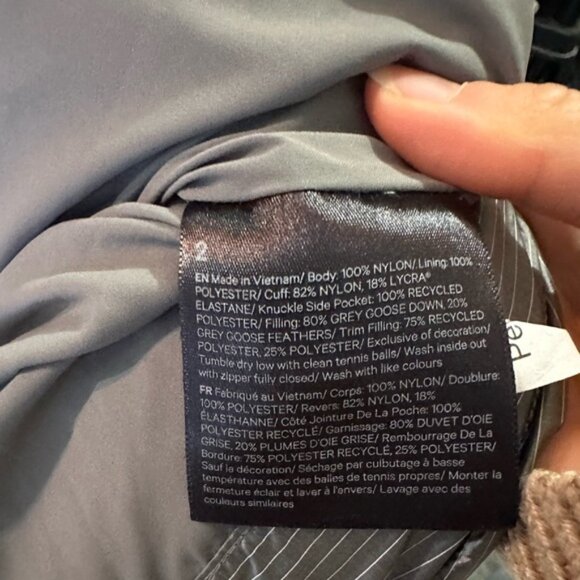 2
EN Made in Vietnam/ Body: 100% NYLON/ Lining: 100%
POLYESTER/ Cuff: 82% NYLON, 18% LYCRA®
ELASTANE/ Knuckle Side Pocket: 100% RECYCLED
POLYESTER/ Filling: 80% GREY GOOSE DOWN, 20%
GREY GOOSE FEATHERS/ Trim Filling: 75% RECYCLED
POLYESTER, 25% POLYESTER/ Exclusive of decoration/
Tumble dry low with clean tennis balls/ Wash inside out
with zipper fully closed/ Wash with like colours
FR Fabriqué au Vietnam/ Corps: 100% NYLON/ Doublure:
100% POLYESTER/ Revers: 82% NYLON, 18%
ÉLASTHANNE/ Côté Jointure De La Poche: 100%
POLYESTER RECYCLÉ/ Garnissage: 80% DUVET D'OIE
GRISE, 20% PLUMES D'OIE GRISE/ Rembourrage De La
Bordure: 75% POLYESTER RECYCLÉ, 25% POLYESTER/
Sauf la décoration/ Séchage par culbutage à basse
température avec des balles de tennis propres/ Monter la
fermeture éclair et laver à l'envers/ Lavage avec des
couleurs similaires